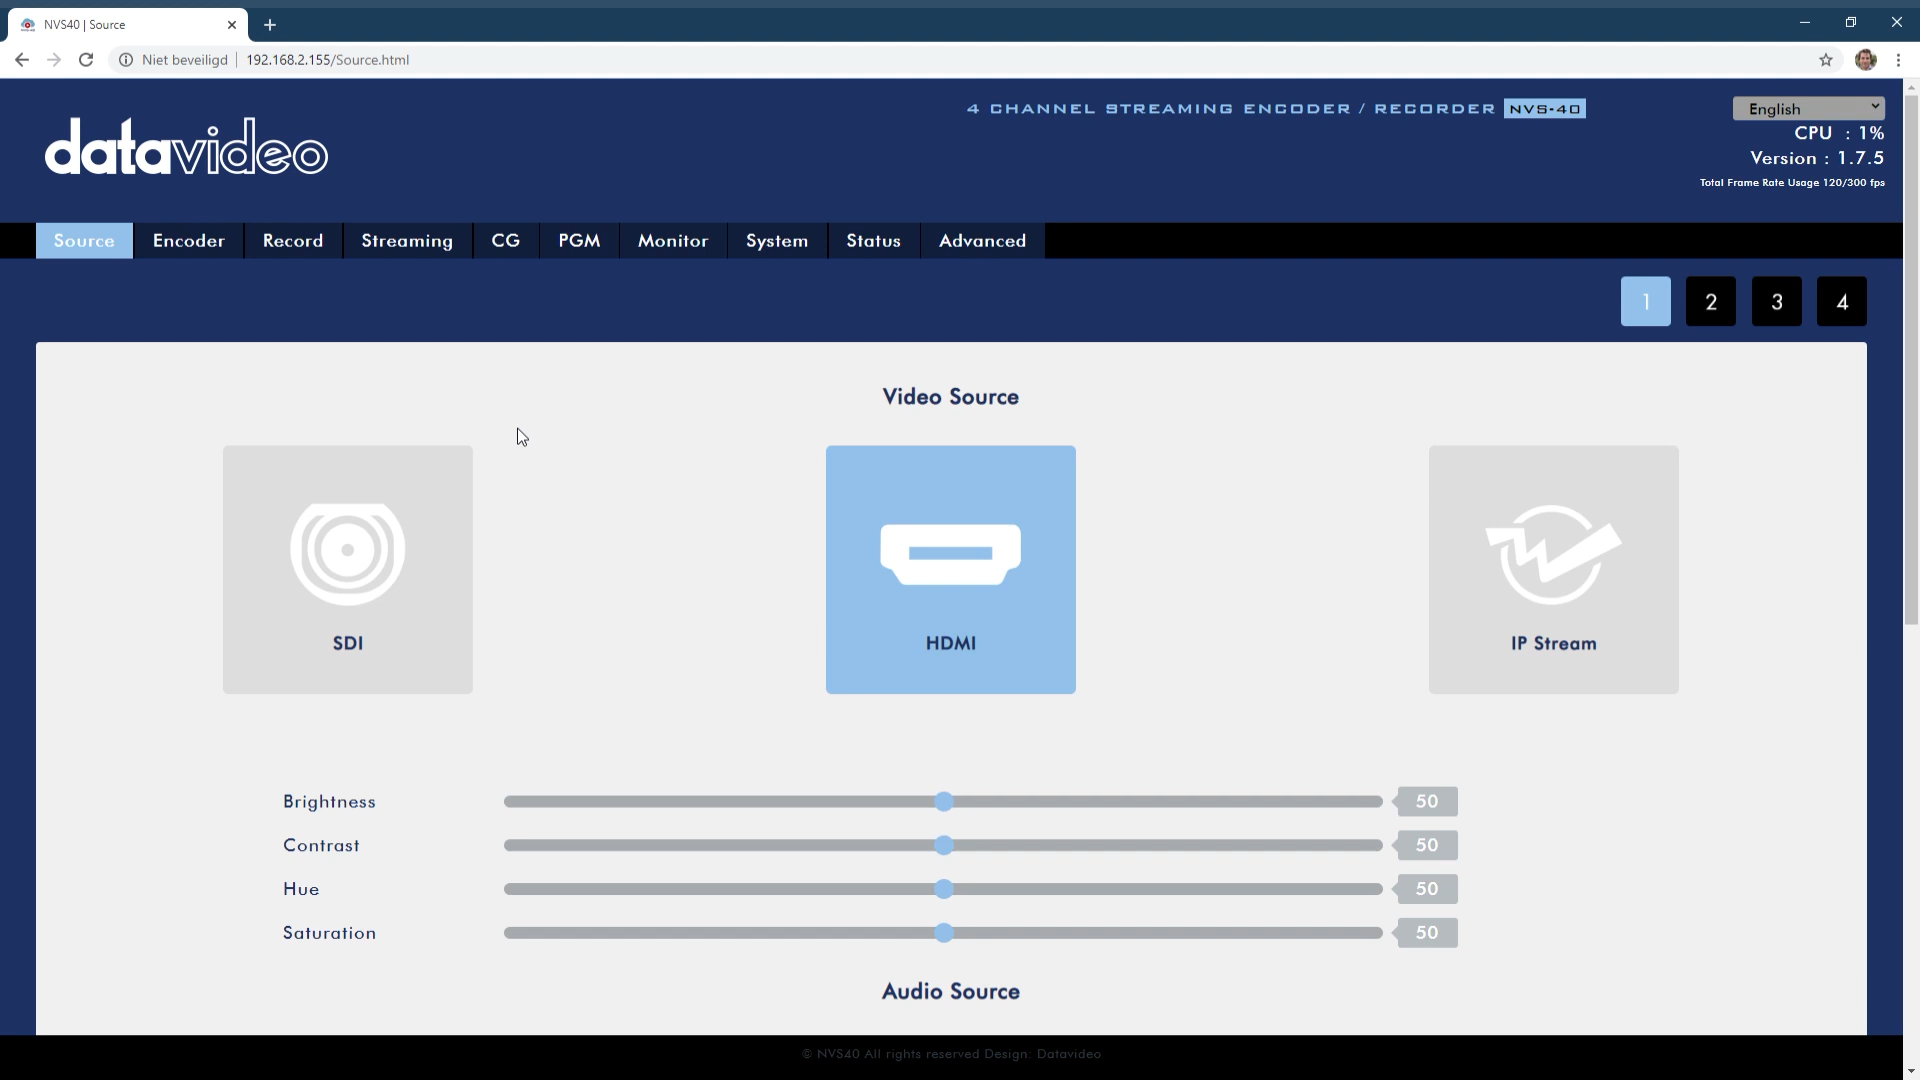 NVS40 | Source
Niet beveiligd
192.168.2.155/Source.html
4 CHANNEL STREAMING ENCODER / RECORDER NVS-40
English
datavideo
CPU : 1%
Version : 1.7.5
Total Frame Rate Usage 120/300 fps
Source Encoder Record Streaming CG PGM Monitor System Status Advanced
1 2 3 4
Video Source
SDI HDMI IP Stream
Brightness 50
Contrast 50
Hue 50
Saturation 50
Audio Source
© NVS40 All rights reserved Design: Datavideo